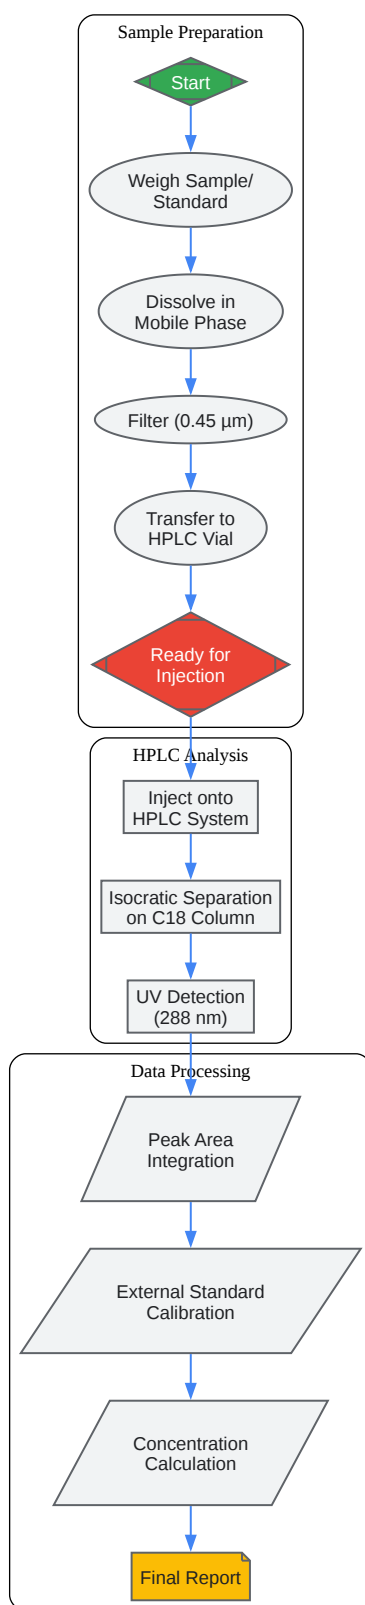 Sample Preparation
Start
Weigh Sample/
Standard
Dissolve in
Mobile Phase
Filter (0.45 µm)
Transfer to
HPLC Vial
Ready for
Injection
HPLC Analysis
Inject onto
HPLC System
Isocratic Separation
on C18 Column
UV Detection
(288 nm)
Data Processing
Peak Area
Integration
External Standard
Calibration
Concentration
Calculation
Final Report